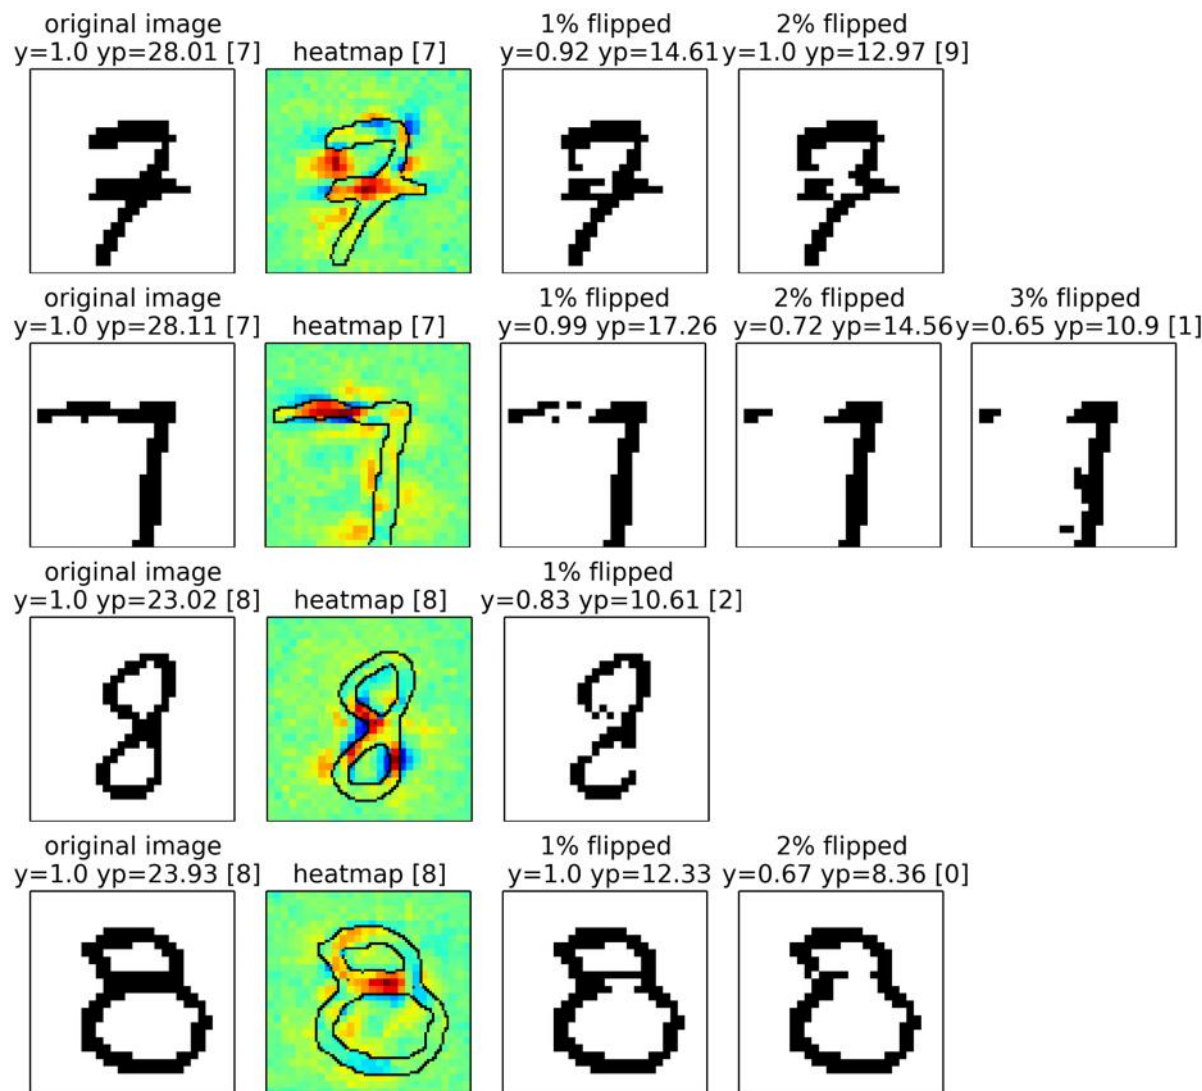 original image
y=1.0 yp=28.01 [7]
heatmap [7]
1% flipped
y=0.92 yp=14.61
2% flipped
y=1.0 yp=12.97 [9]
original image
y=1.0 yp=28.11 [7]
heatmap [7]
1% flipped
y=0.99 yp=17.26
2% flipped
y=0.72 yp=14.56
3% flipped
y=0.65 yp=10.9 [1]
original image
y=1.0 yp=23.02 [8]
heatmap [8]
1% flipped
y=0.83 yp=10.61 [2]
original image
y=1.0 yp=23.93 [8]
heatmap [8]
1% flipped
y=1.0 yp=12.33
2% flipped
y=0.67 yp=8.36 [0]